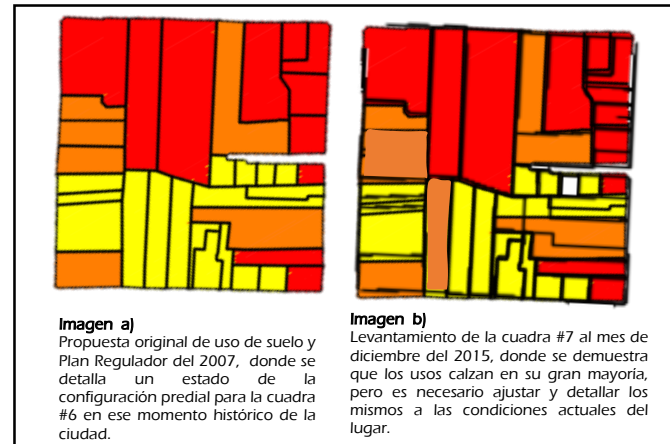 Imagen a)
Propuesta original de uso de suelo y
Plan Regulador del 2007, donde se
detalla un estado de la
configuración predial para la cuadra
#6 en ese momento histórico de la
ciudad.
Imagen b)
Levantamiento de la cuadra #7 al mes de
diciembre del 2015, donde se demuestra
que los usos calzan en su gran mayoría,
pero es necesario ajustar y detallar los
mismos a las condiciones actuales del
lugar.